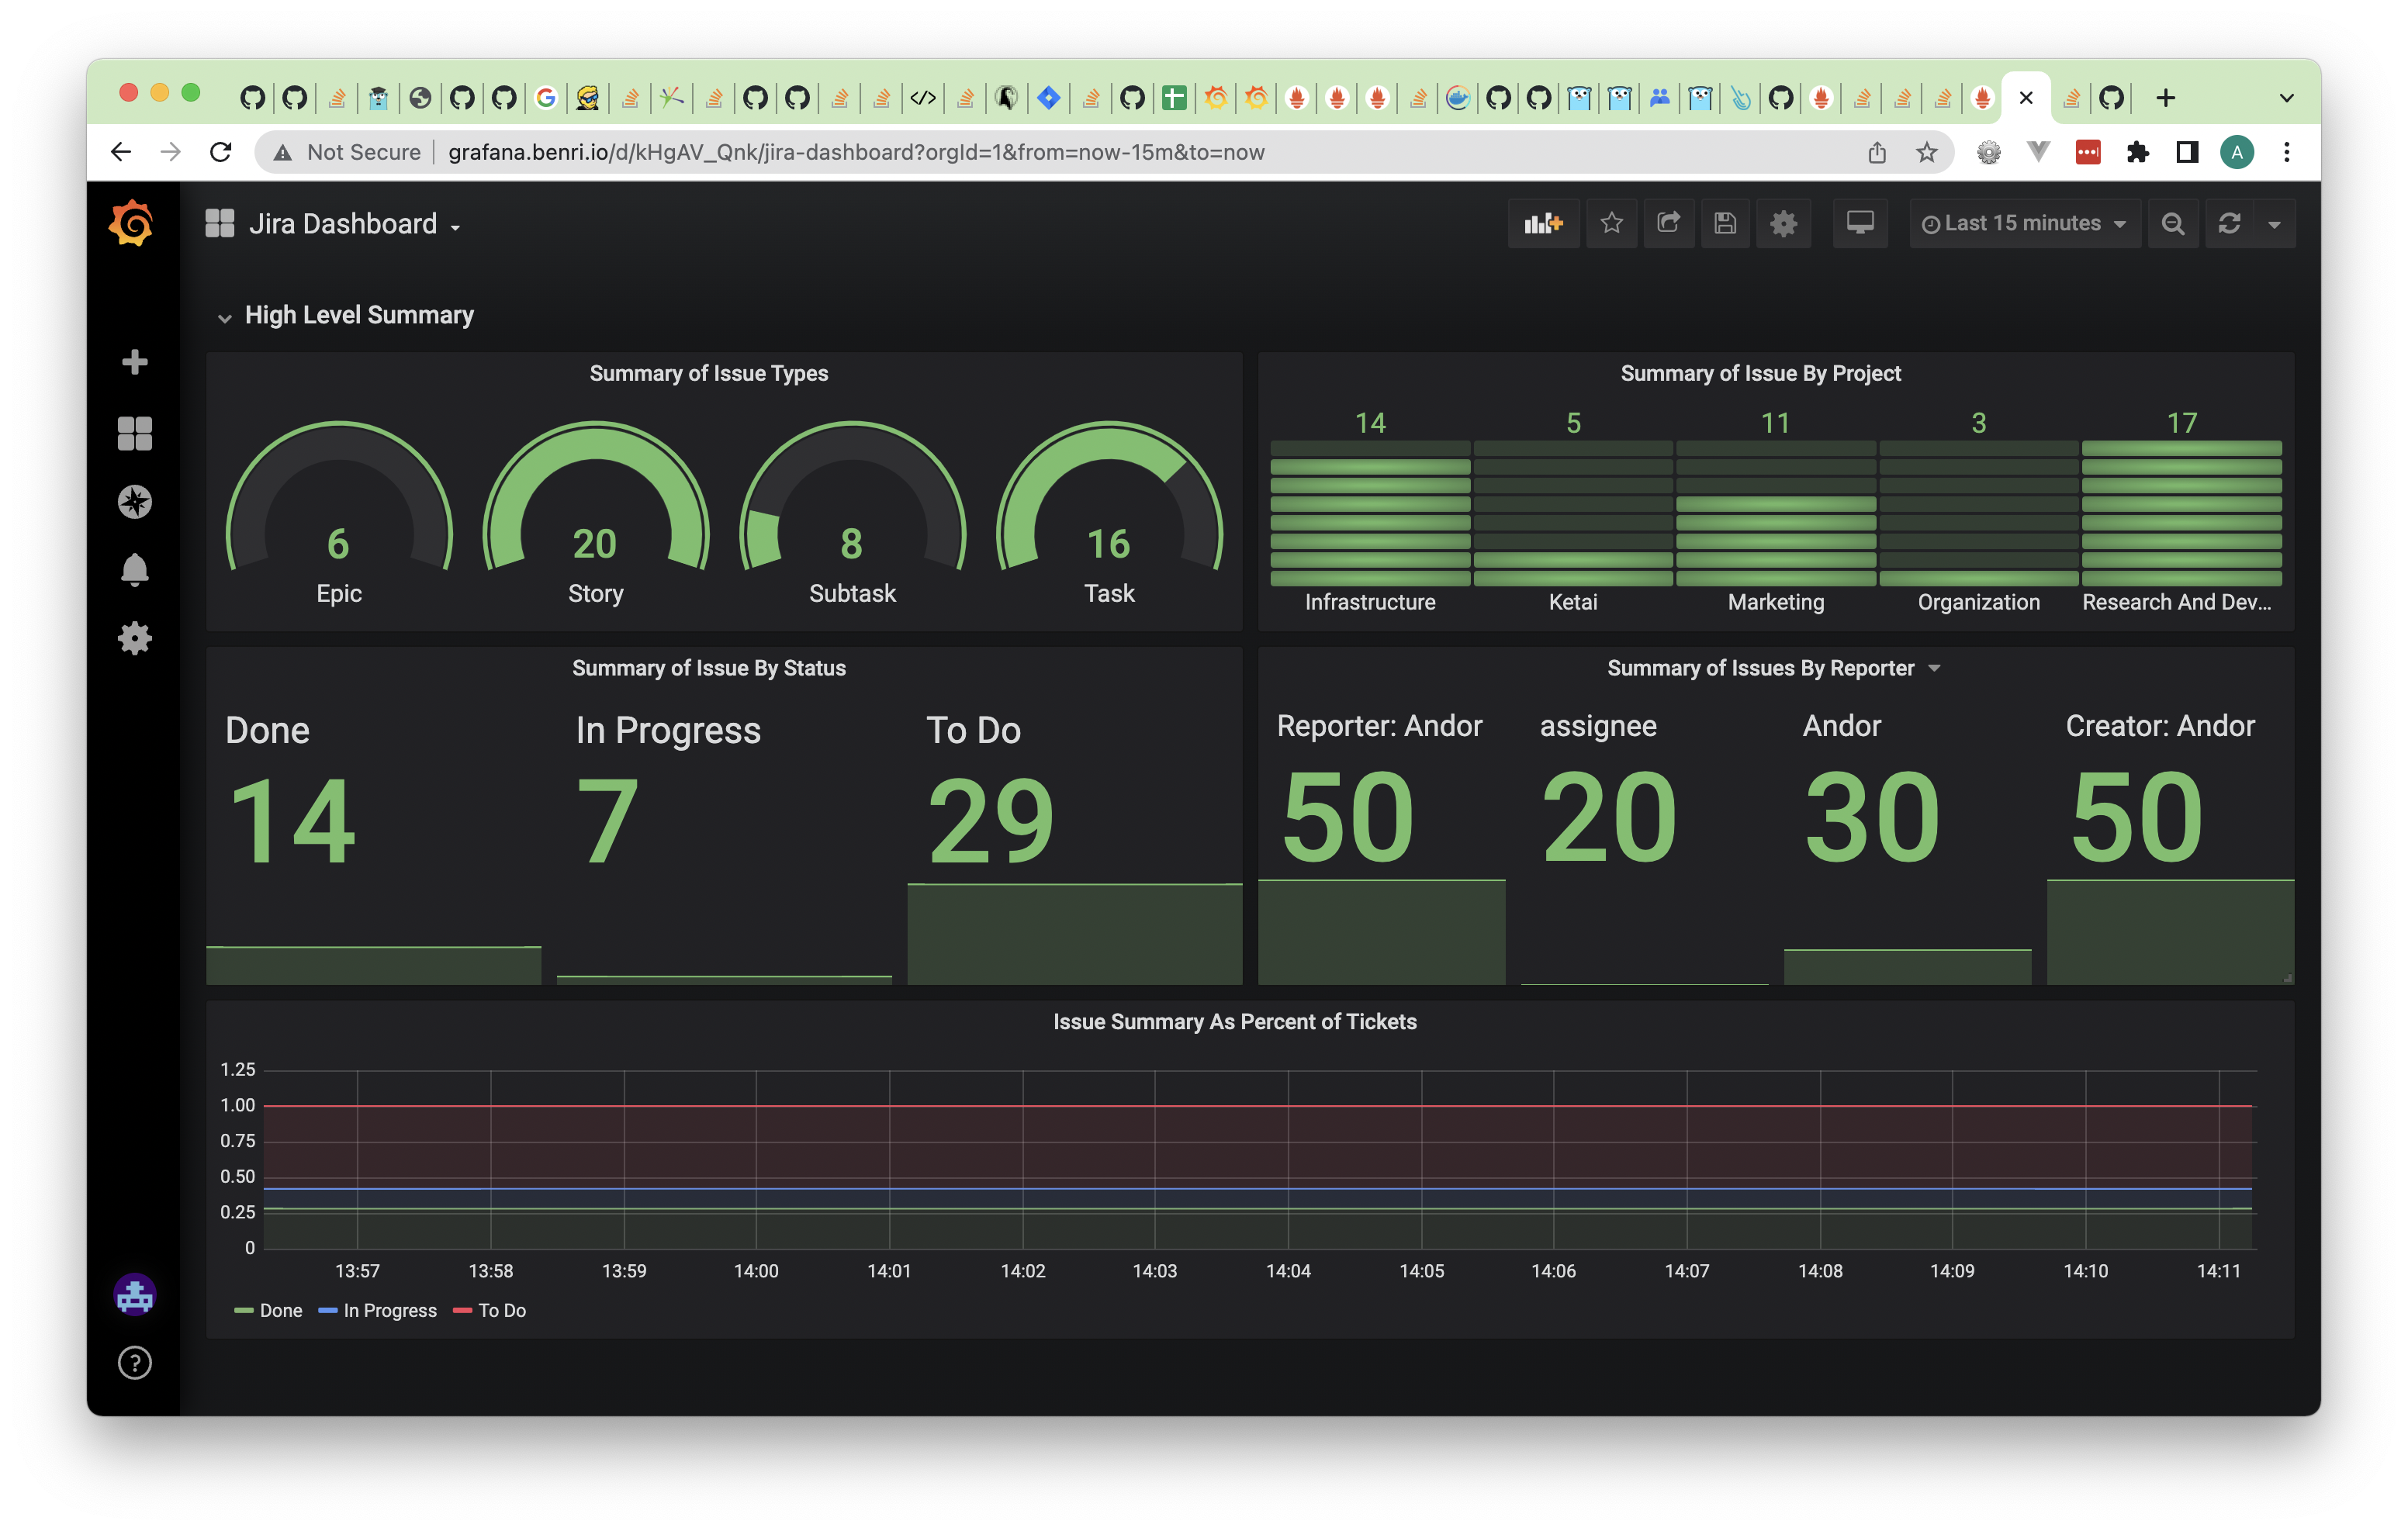 Not Secure grafana.benri.io/d/kHgAV_Qnk/jira-dashboard?orgId=1&from=now-15m&to=now
A
Jira Dashboard
Last 15 minutes
High Level Summary
Summary of Issue Types
6 20 8 16
Epic Story Subtask Task
Summary of Issue By Project
14 5 11 3 17
Infrastructure Ketai Marketing Organization Research And Dev...
Summary of Issue By Status
Done In Progress To Do
14 7 29
Summary of Issues By Reporter
Reporter: Andor assignee Andor Creator: Andor
50 20 30 50
Issue Summary As Percent of Tickets
1.25
1.00
0.75
0.50
0.25
0
13:57 13:58 13:59 14:00 14:01 14:02 14:03 14:04 14:05 14:06 14:07 14:08 14:09 14:10 14:11
Done In Progress To Do